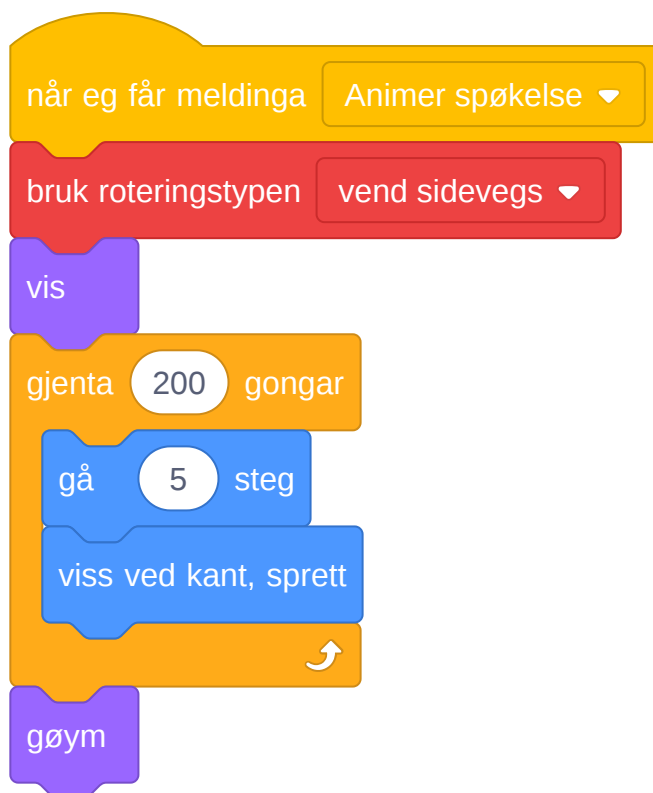 når eg får meldinga Animer spøkelse
bruk roteringstypen vend sidevegs
vis
gjenta 200 gongar
gå 5 steg
viss ved kant, sprett
gøym